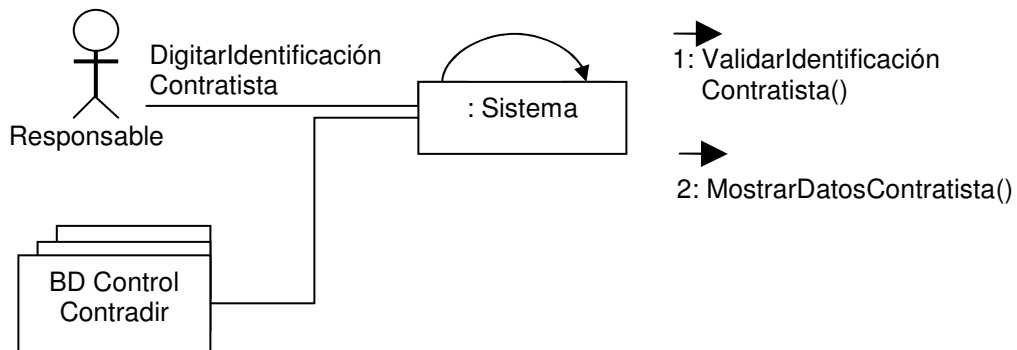 DigitarIdentificación
Contratista
Responsable
: Sistema
1: ValidarIdentificación
Contratista()
2: MostrarDatosContratista()
BD Control
Contradir